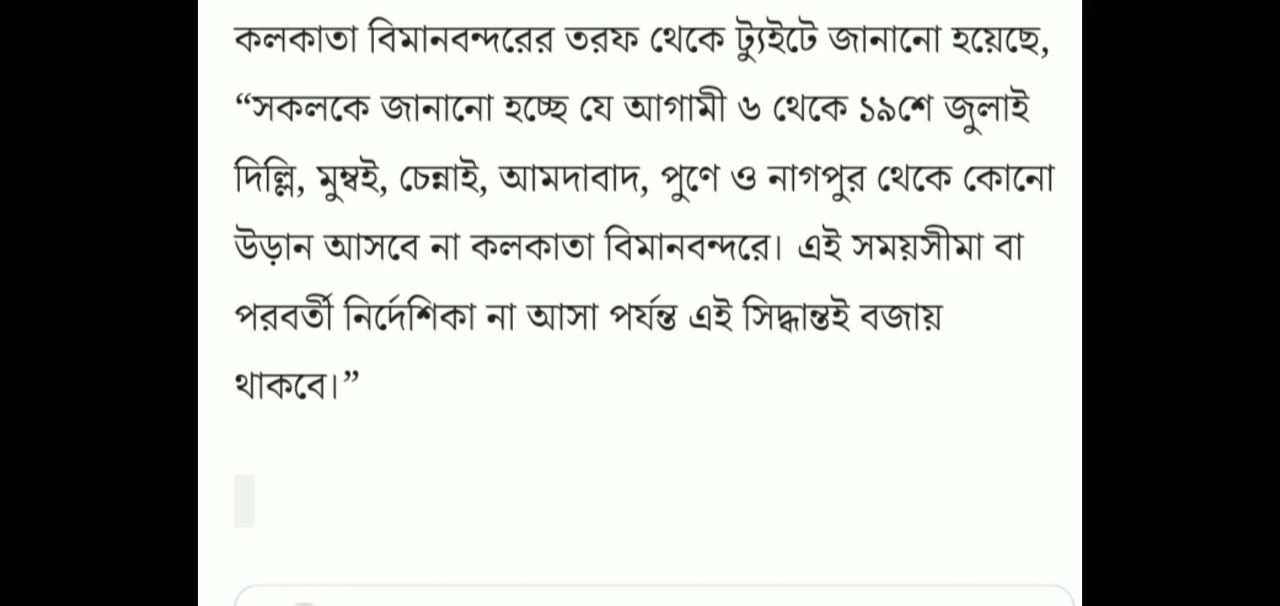 কলকাতা বিমানবন্দরের তরফ থেকে ট্যুইটে জানানো হয়েছে,
“সকলকে জানানো হচ্ছে যে আগামী ৬ থেকে ১৯শে জুলাই
দিল্লি, মুম্বই, চেন্নাই, আমদাবাদ, পুণে ও নাগপুর থেকে কোনো
উড়ান আসবে না কলকাতা বিমানবন্দরে। এই সময়সীমা বা
পরবর্তী নির্দেশিকা না আসা পর্যন্ত এই সিদ্ধান্তই বজায়
থাকবে।”